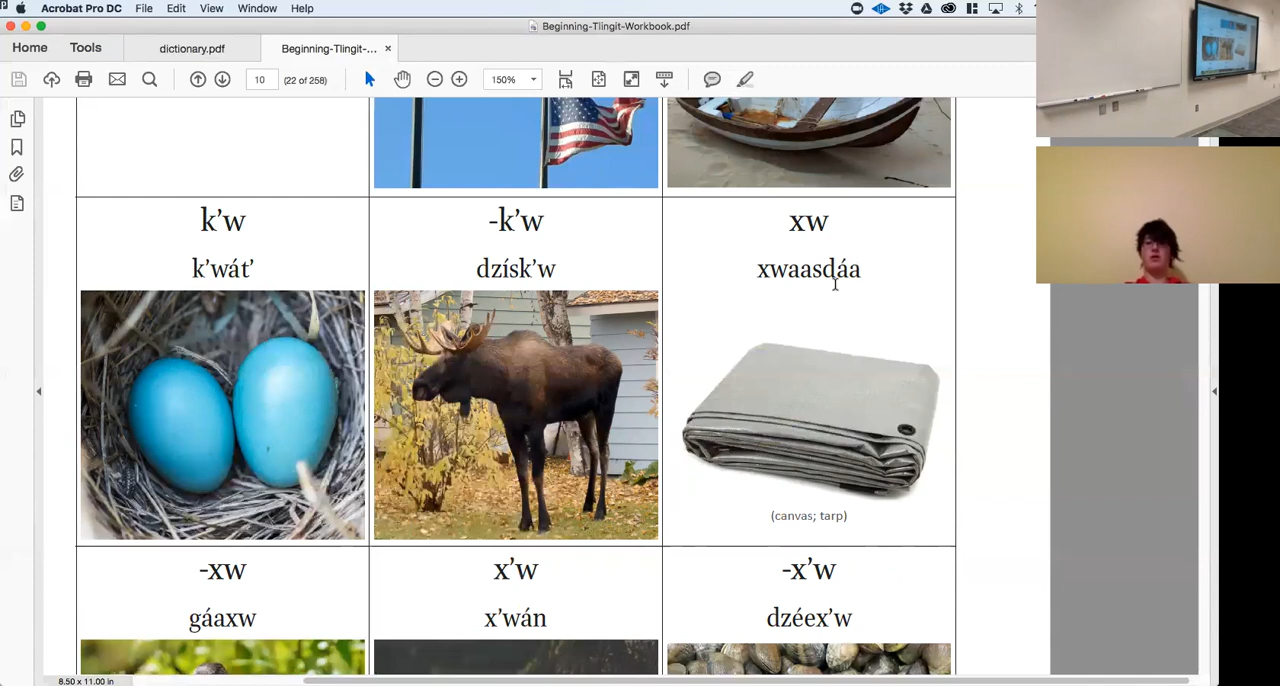 Acrobat Pro DC File Edit View Window Help
Beginning-Tlingit-Workbook.pdf
Home Tools dictionary.pdf Beginning-Tlingit-... ×
10 (22 of 258) 150%
k’w -k’w xw
k’wát’ dzísk’w xwaasdáa
(canvas; tarp)
-xw x’w -x’w
gáaxw x’wán dzéex’w
8.50 x 11.00 in